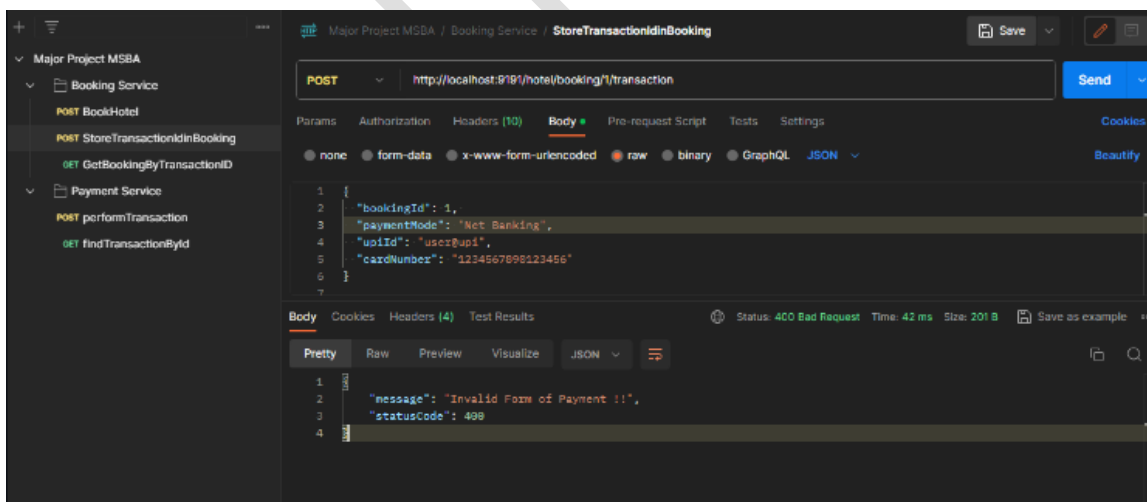 Major Project MSBA / Booking Service / StoreTransactionIdinBooking
Save
Major Project MSBA
Booking Service
POST BookHotel
POST StoreTransactionIdinBooking
GET GetBookingByTransactionID
Payment Service
POST performTransaction
GET findTransactionById
POST http://localhost:9191/hotel/booking/1/transaction Send
Params Authorization Headers (10) Body Pre-request Script Tests Settings Cookies
none form-data x-www-form-urlencoded raw binary GraphQL JSON Beautify
1 {
2 "bookingId": 1,
3 "paymentMode": "Net Banking",
4 "upiId": "user@upi",
5 "cardNumber": "1234567898123456"
6 }
7
Body Cookies Headers (4) Test Results Status: 400 Bad Request Time: 42 ms Size: 201 B Save as example
Pretty Raw Preview Visualize JSON
1 {
2 "message": "Invalid Form of Payment !!",
3 "statusCode": 400
4 }